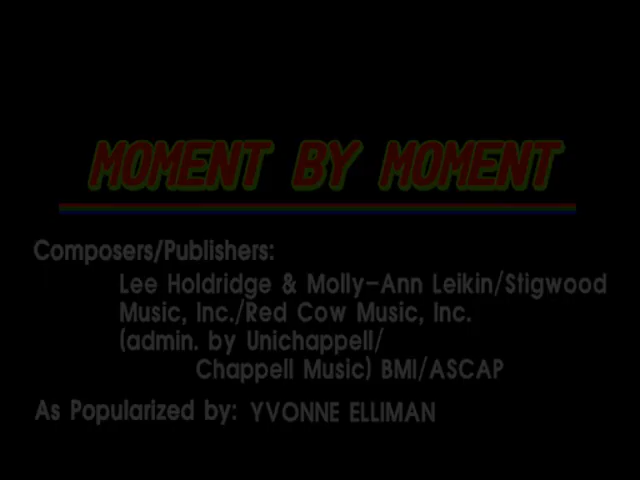 MOMENT BY MOMENT
Composers/Publishers:
Lee Holdridge & Molly-Ann Leikin/Stigwood
Music, Inc./Red Cow Music, Inc.
(admin. by Unichappell/
Chappell Music) BMI/ASCAP
As Popularized by: YVONNE ELLIMAN